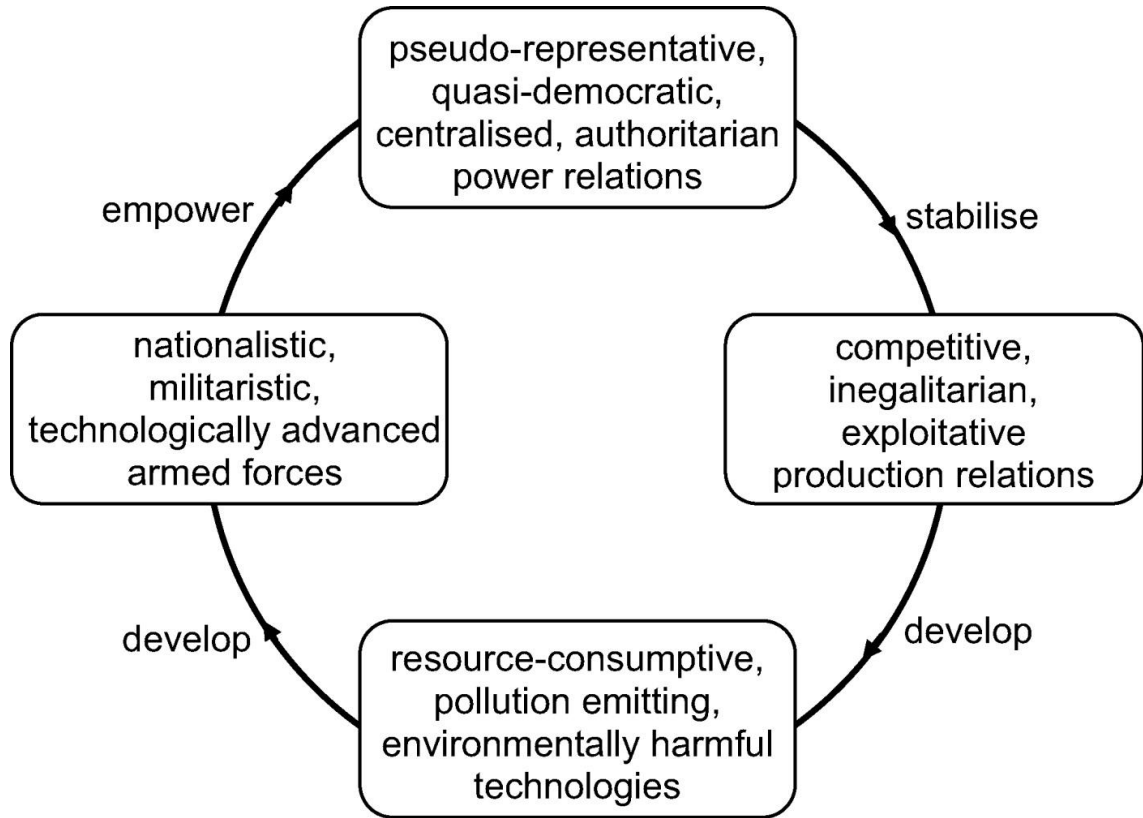 pseudo-representative,
quasi-democratic,
centralised, authoritarian
power relations
stabilise
competitive,
inegalitarian,
exploitative
production relations
develop
resource-consumptive,
pollution emitting,
environmentally harmful
technologies
develop
nationalistic,
militaristic,
technologically advanced
armed forces
empower